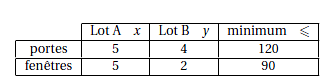 Lot A x Lot B y minimum ⩽
portes 5 4 120
fenêtres 5 2 90